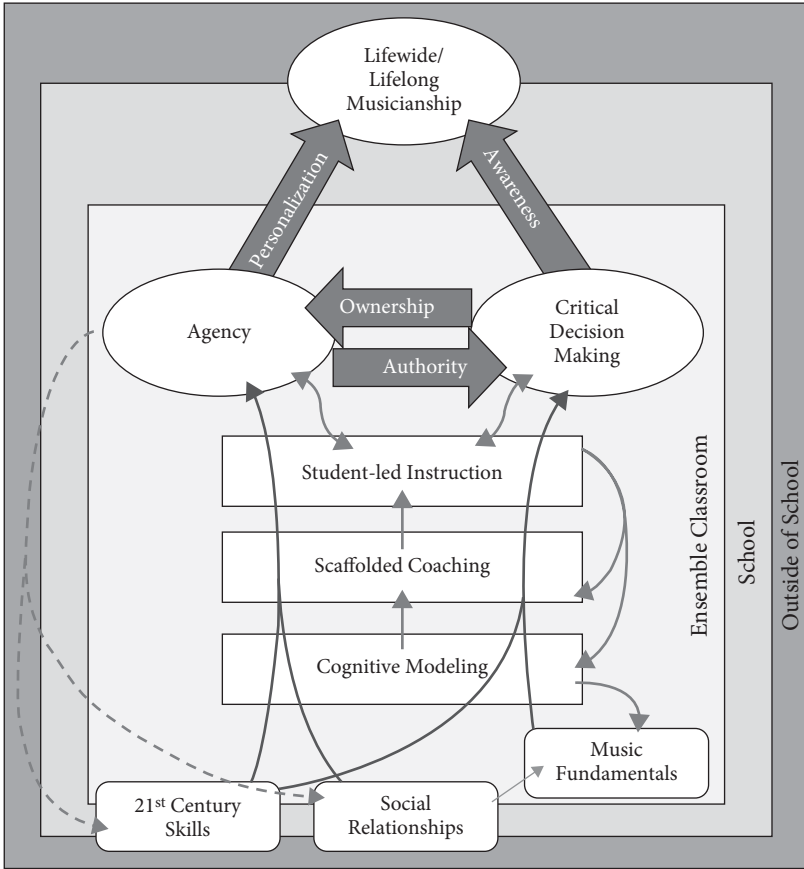 Lifewide/
Lifelong
Musicianship
Personalization
Awareness
Agency
Ownership
Authority
Critical
Decision
Making
Student-led Instruction
Scaffolded Coaching
Cognitive Modeling
Music
Fundamentals
21st Century
Skills
Social
Relationships
Ensemble Classroom
School
Outside of School